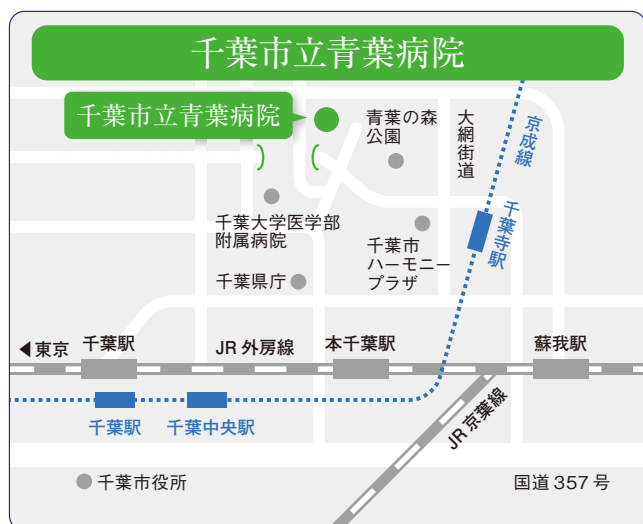 千葉市立青葉病院
千葉市立青葉病院
青葉の森
公園
大網街道
京成線
千葉寺駅
千葉大学医学部
附属病院
千葉市
ハーモニー
プラザ
千葉県庁
◀東京
千葉駅
JR 外房線
本千葉駅
蘇我駅
千葉駅
千葉中央駅
JR 京葉線
千葉市役所
国道 357 号